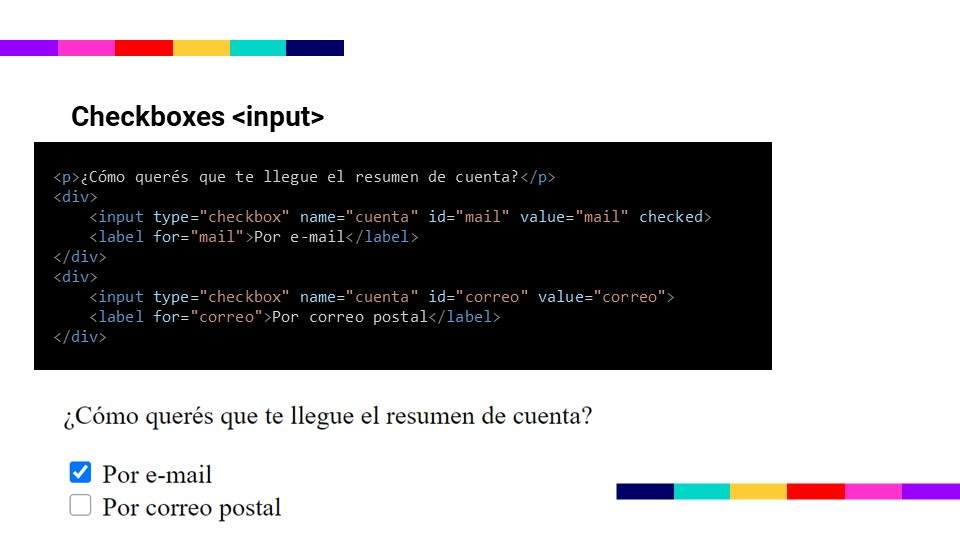 Checkboxes <input>
<p>¿Cómo querés que te llegue el resumen de cuenta?</p>
<div>
    <input type="checkbox" name="cuenta" id="mail" value="mail" checked>
    <label for="mail">Por e-mail</label>
</div>
<div>
    <input type="checkbox" name="cuenta" id="correo" value="correo">
    <label for="correo">Por correo postal</label>
</div>
¿Cómo querés que te llegue el resumen de cuenta?
Por e-mail
Por correo postal